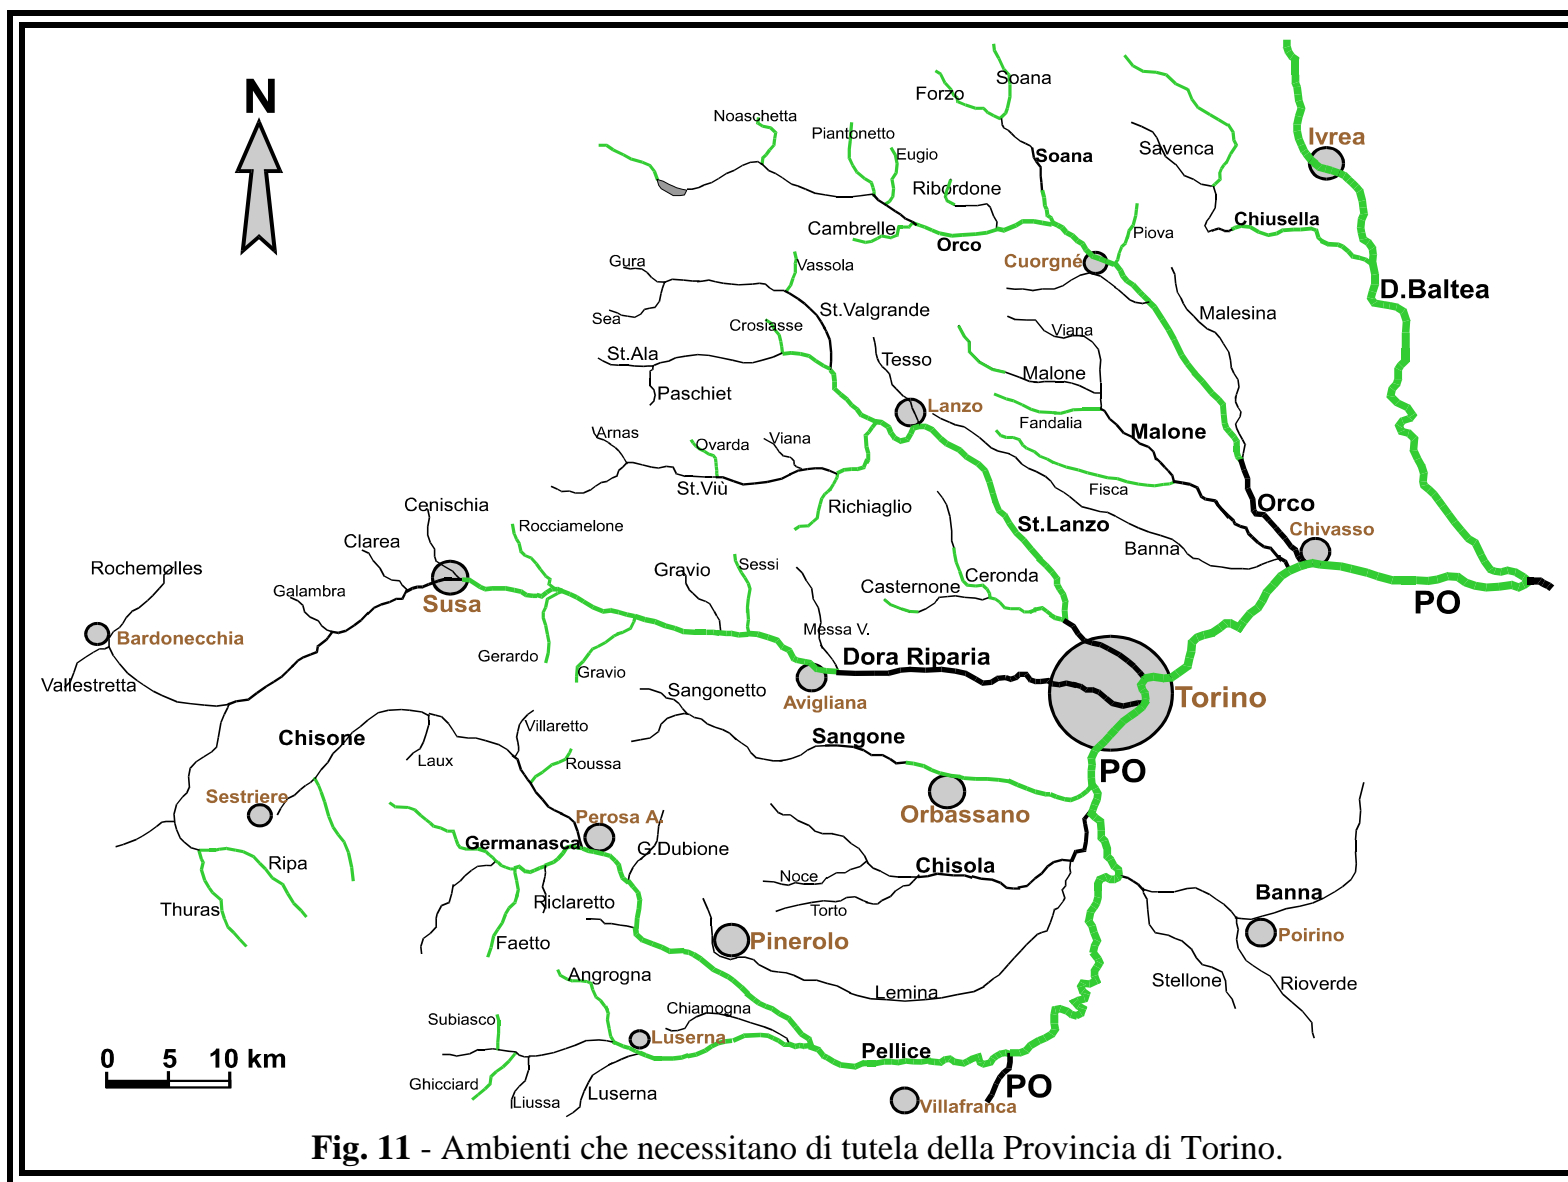 N
Soana
Forzo
Noaschetta
Piantonetto
Ivrea
Savenca
Eugio
Soana
Ribordone
Chiusella
Cambrelle
Piova
Orco
Cuorgné
Gura
Vassola
D.Baltea
St.Valgrande
Malesina
Sea
Crosiasse
Viana
St.Ala
Tesso
Malone
Paschiet
Lanzo
Fandalia
Malone
Arnas
Ovarda
Viana
St.Viù
Fisca
Cenischia
Richiaglio
Orco
Rocciamelone
St.Lanzo
Chivasso
Clarea
Banna
Rochemolles
Gravio
Sessi
Ceronda
Galambra
Casternone
Susa
PO
Bardonecchia
Messa V.
Gerardo
Dora Riparia
Gravio
Vallestretta
Sangonetto
Avigliana
Torino
Villaretto
Chisone
Sangone
Laux
Roussa
PO
Sestriere
Perosa A.
Orbassano
Germanasca
G.Dubione
Ripa
Chisola
Noce
Banna
Riclaretto
Thuras
Torto
Faetto
Pinerolo
Poirino
Angrogna
Stellone
Rioverde
Lemina
Chiamogna
Subiasco
Luserna
Pellice
0 5 10 km
Ghicciard
Luserna
PO
Liussa
Villafranca
Fig. 11 - Ambienti che necessitano di tutela della Provincia di Torino.